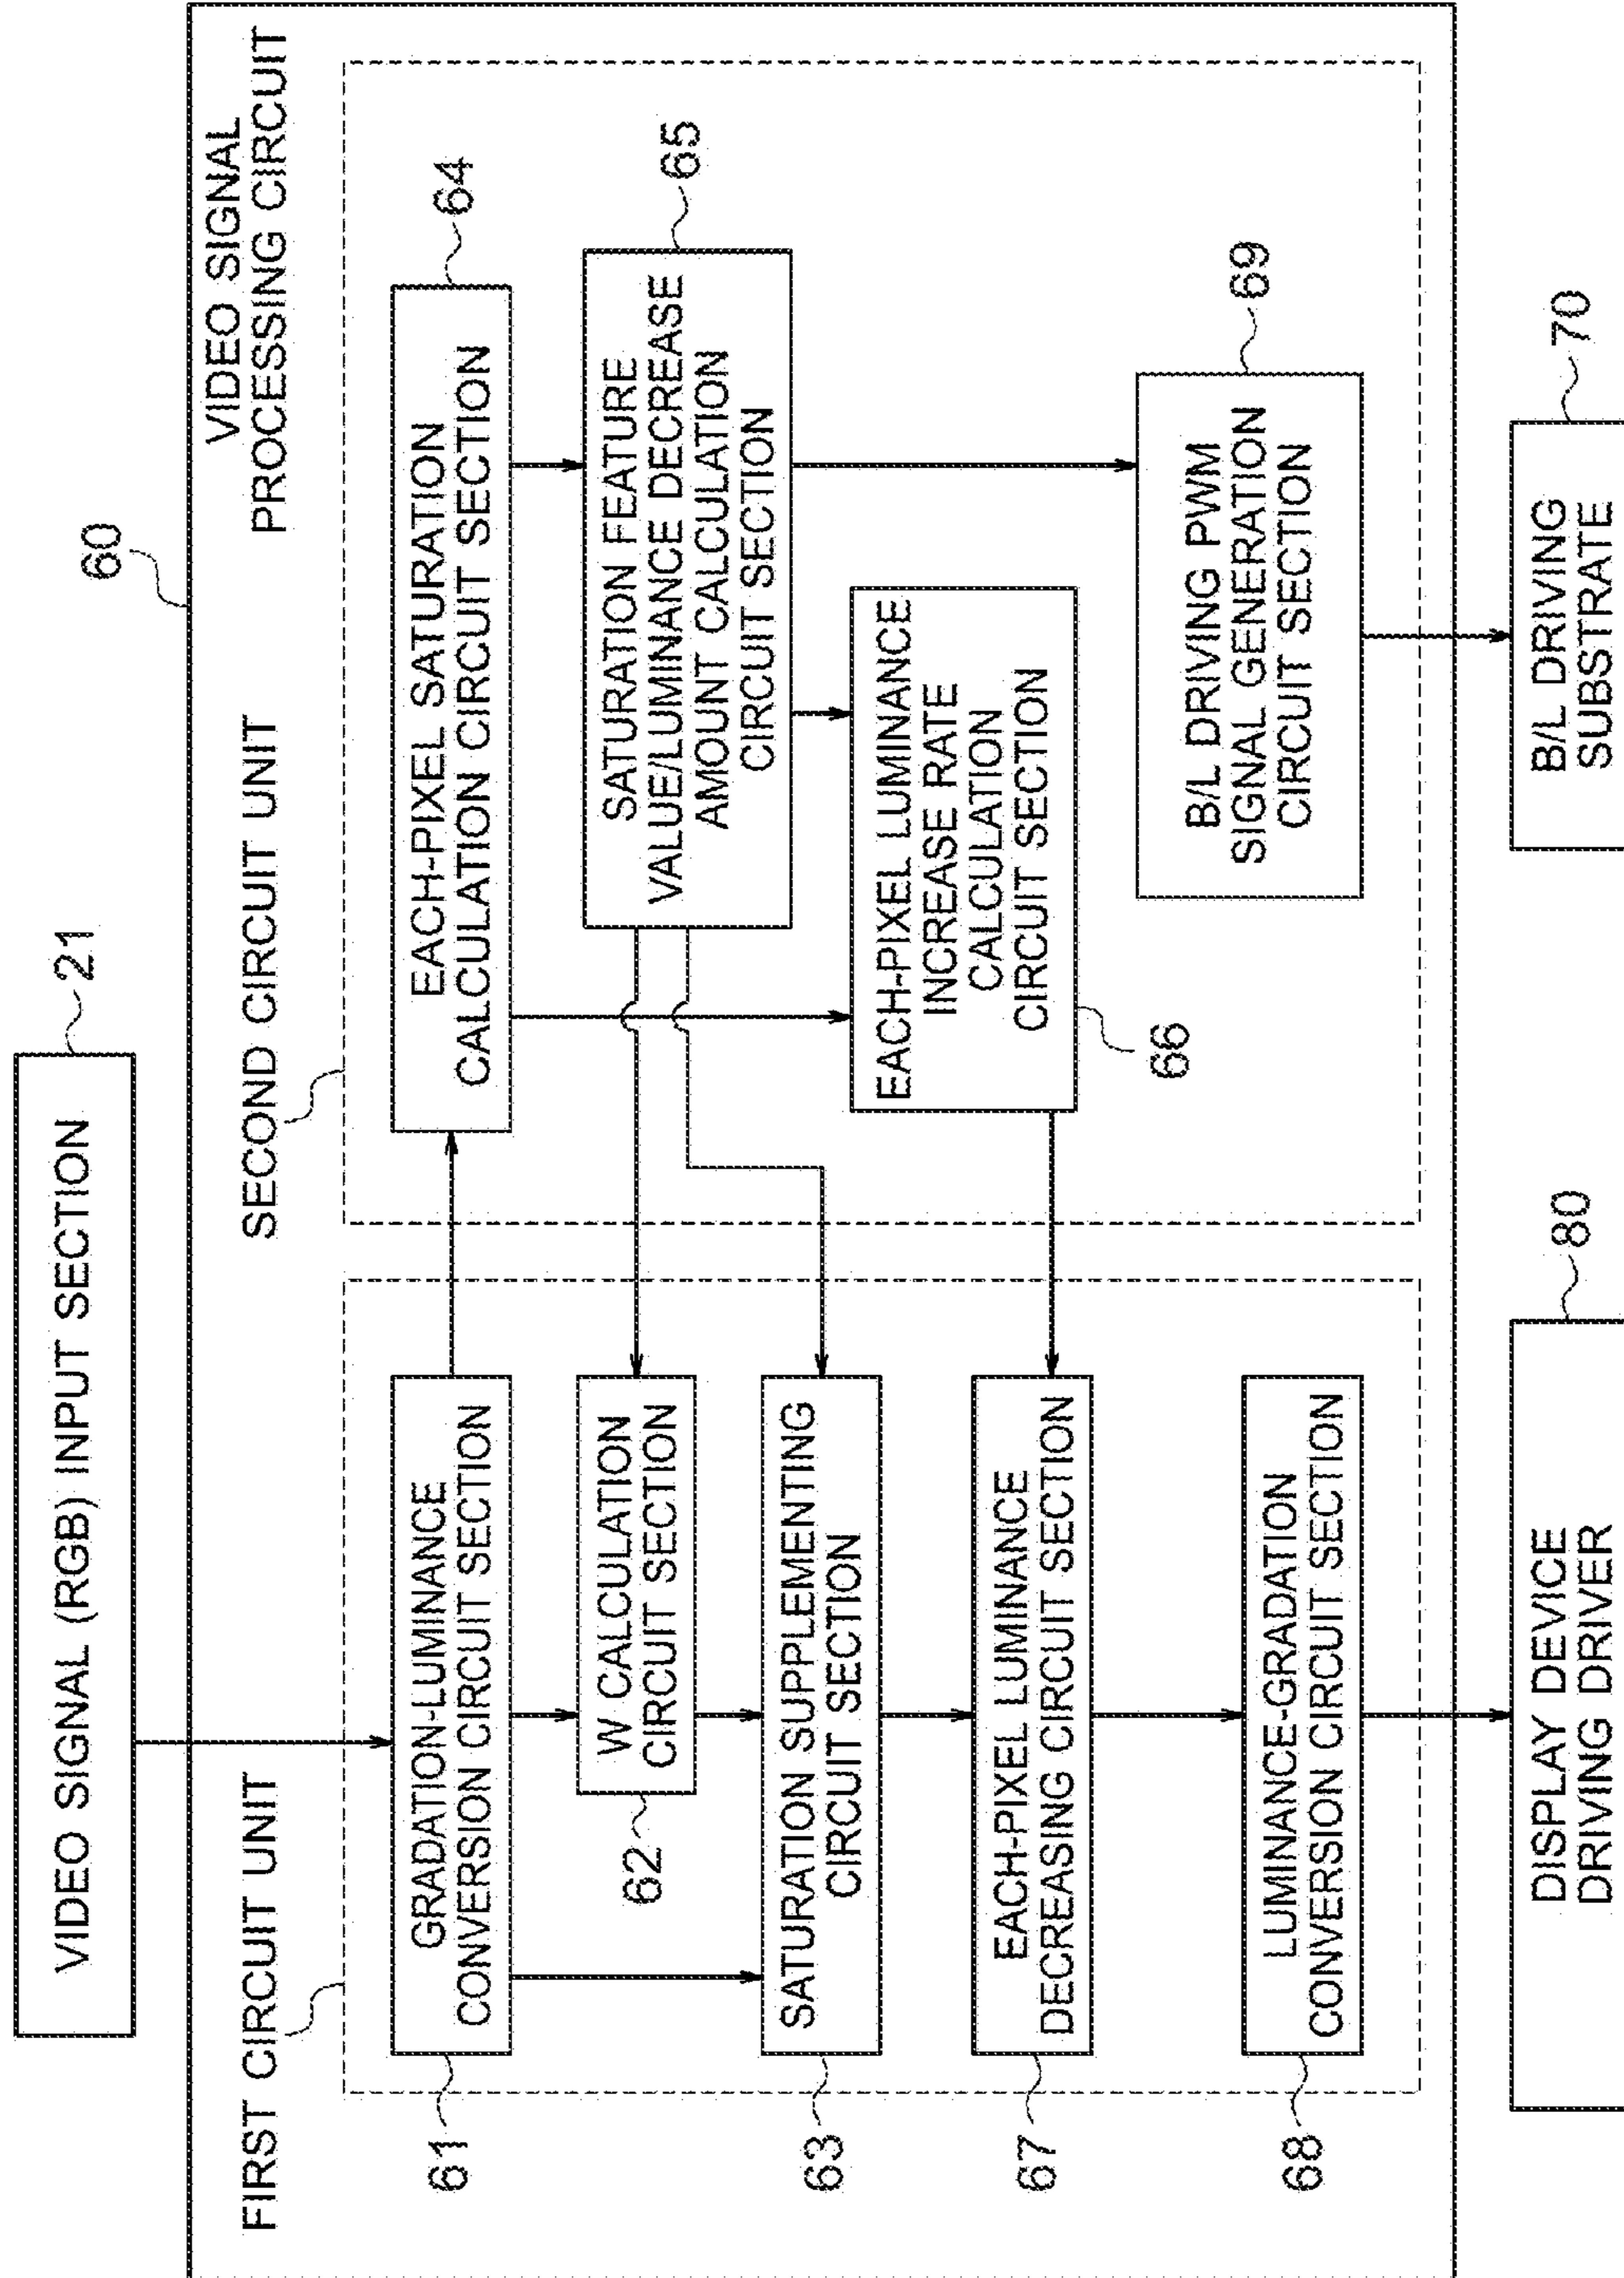 VIDEO SIGNAL (RGB) INPUT SECTION
21
60
VIDEO SIGNAL
PROCESSING CIRCUIT
FIRST CIRCUIT UNIT
SECOND CIRCUIT UNIT
61
GRADATION-LUMINANCE
CONVERSION CIRCUIT SECTION
EACH-PIXEL SATURATION
CALCULATION CIRCUIT SECTION
64
W CALCULATION
CIRCUIT SECTION
62
SATURATION FEATURE
VALUE/LUMINANCE DECREASE
AMOUNT CALCULATION
CIRCUIT SECTION
65
63
SATURATION SUPPLEMENTING
CIRCUIT SECTION
EACH-PIXEL LUMINANCE
INCREASE RATE
CALCULATION
CIRCUIT SECTION
66
67
EACH-PIXEL LUMINANCE
DECREASING CIRCUIT SECTION
68
LUMINANCE-GRADATION
CONVERSION CIRCUIT SECTION
B/L DRIVING PWM
SIGNAL GENERATION
CIRCUIT SECTION
69
DISPLAY DEVICE
DRIVING DRIVER
80
B/L DRIVING
SUBSTRATE
70